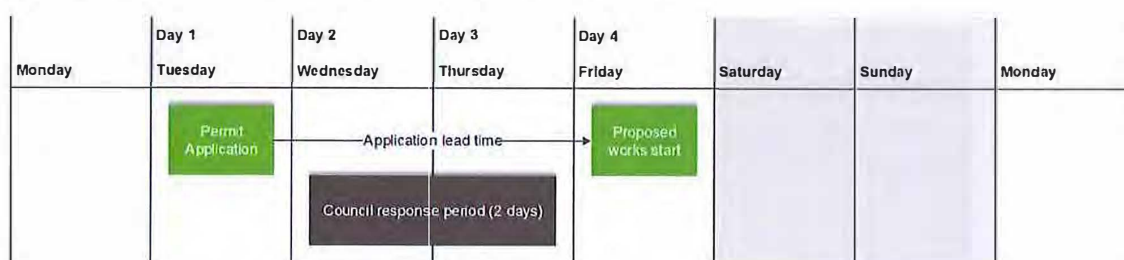 Day 1
Day 2
Day 3
Day 4
Monday
Tuesday
Wednesday
Thursday
Friday
Saturday
Sunday
Monday
Permit
Application
Application lead time
Proposed
works start
Council response period (2 days)